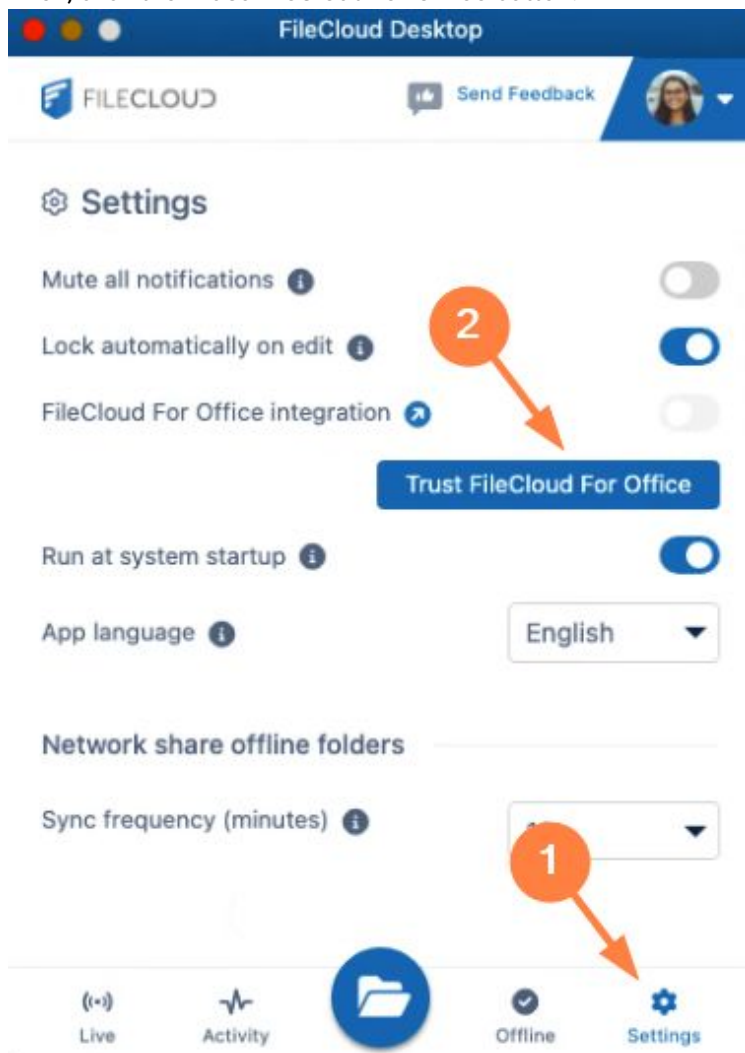 FileCloud Desktop
FILECLOUD
Send Feedback
Settings
Mute all notifications
Lock automatically on edit
2
FileCloud For Office integration
Trust FileCloud For Office
Run at system startup
App language
English
Network share offline folders
Sync frequency (minutes)
1
Live
Activity
Offline
Settings